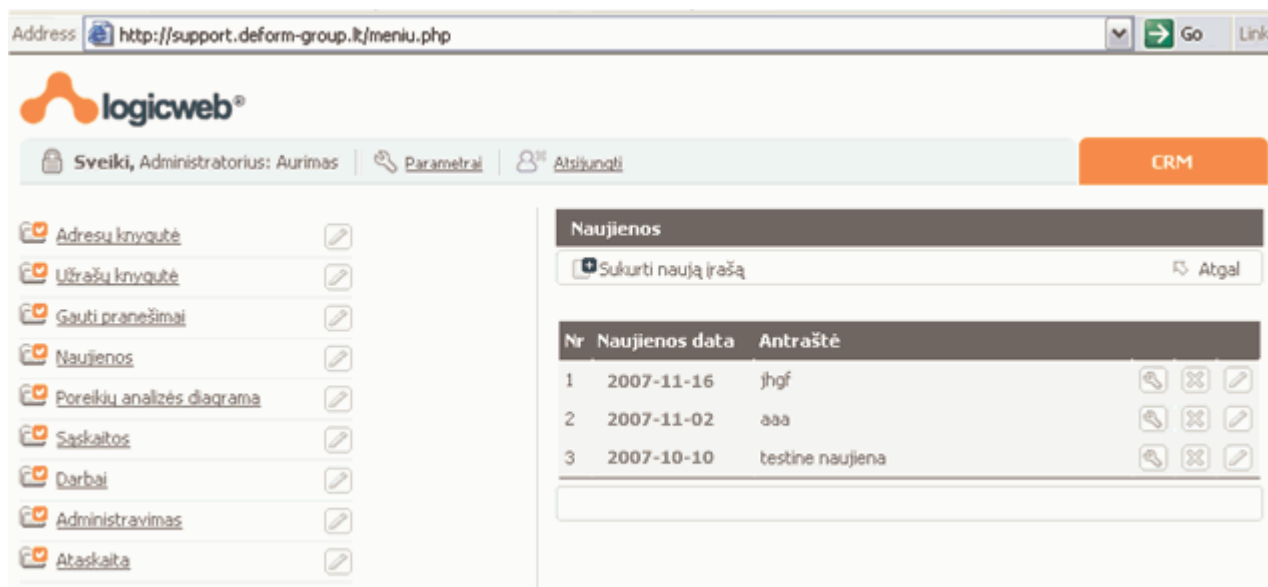 Address http://support.deform-group.lt/meniu.php Go Link
logicweb®
Sveiki, Administratorius: Aurimas Parametrai Atsijungti CRM
Adresų knygutė
Užrašų knygutė
Gauti pranešimai
Naujienos
Poreikių analizės diagrama
Sąskaitos
Darbai
Administravimas
Ataskaita
Naujienos
Sukurti naują įrašą Atgal
Nr Naujienos data Antraštė
1 2007-11-16 jhgf
2 2007-11-02 aaa
3 2007-10-10 testine naujiena